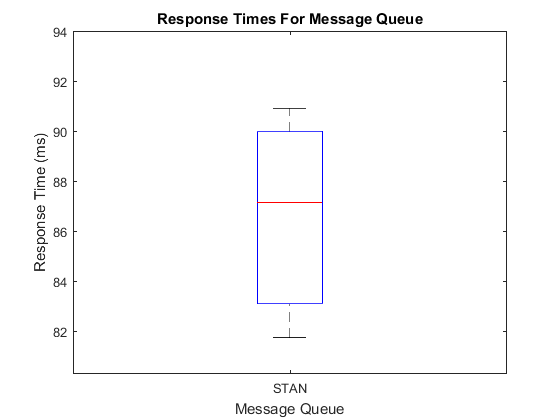 Response Times For Message Queue
94
92
90
88
86
84
82
Response Time (ms)
STAN
Message Queue